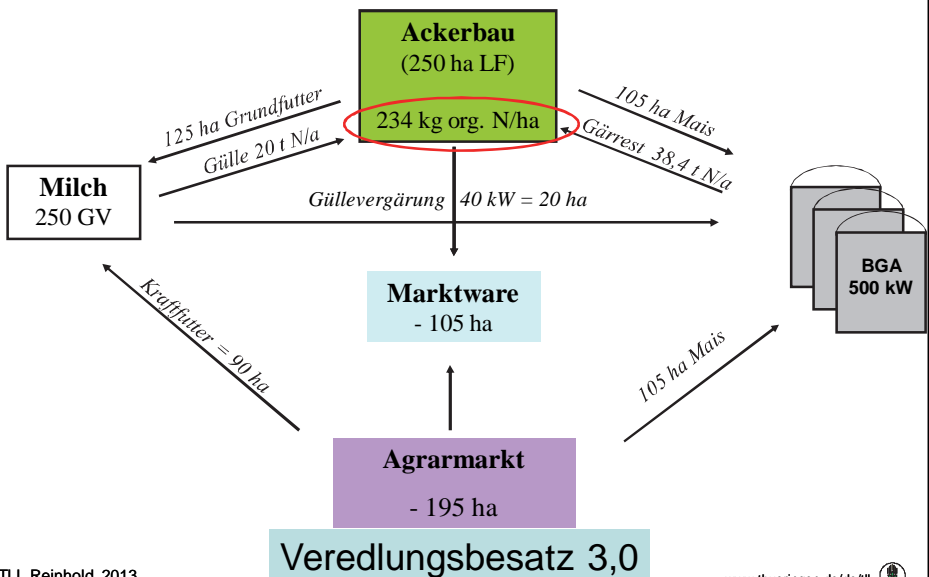 Ackerbau
(250 ha LF)
234 kg org. N/ha
125 ha Grundfutter
Gülle 20 t N/a
105 ha Mais
Gärrest 38,4 t N/a
Milch
250 GV
Güllevergärung 40 kW = 20 ha
BGA
500 kW
Marktware
- 105 ha
Kraftfutter = 90 ha
105 ha Mais
Agrarmarkt
- 195 ha
Veredlungsbesatz 3,0
Reinhold, 2013